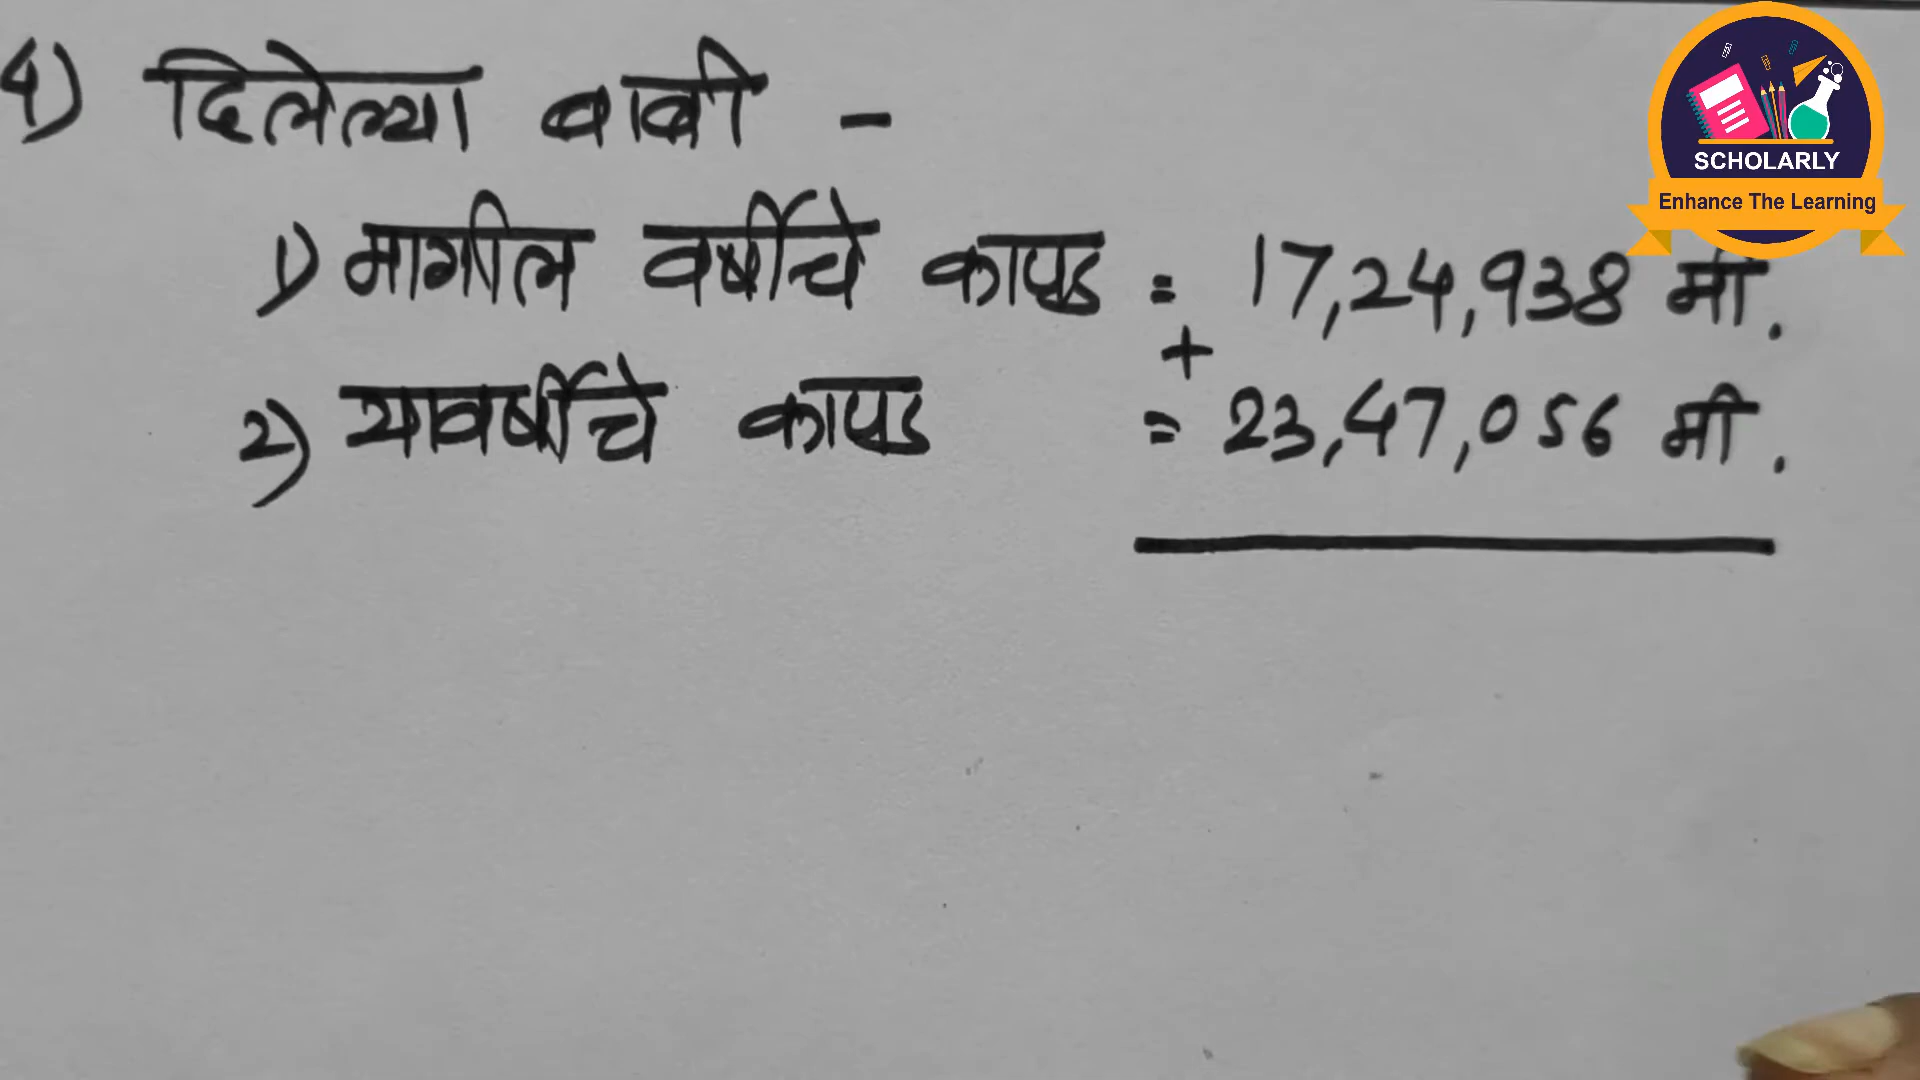 4) दिलेल्या बाबी -
1) मागील वर्षीचे कापड = 17,24,938 मी.
+
2) यावर्षीचे कापड = 23,47,056 मी.
SCHOLARLY
Enhance The Learning